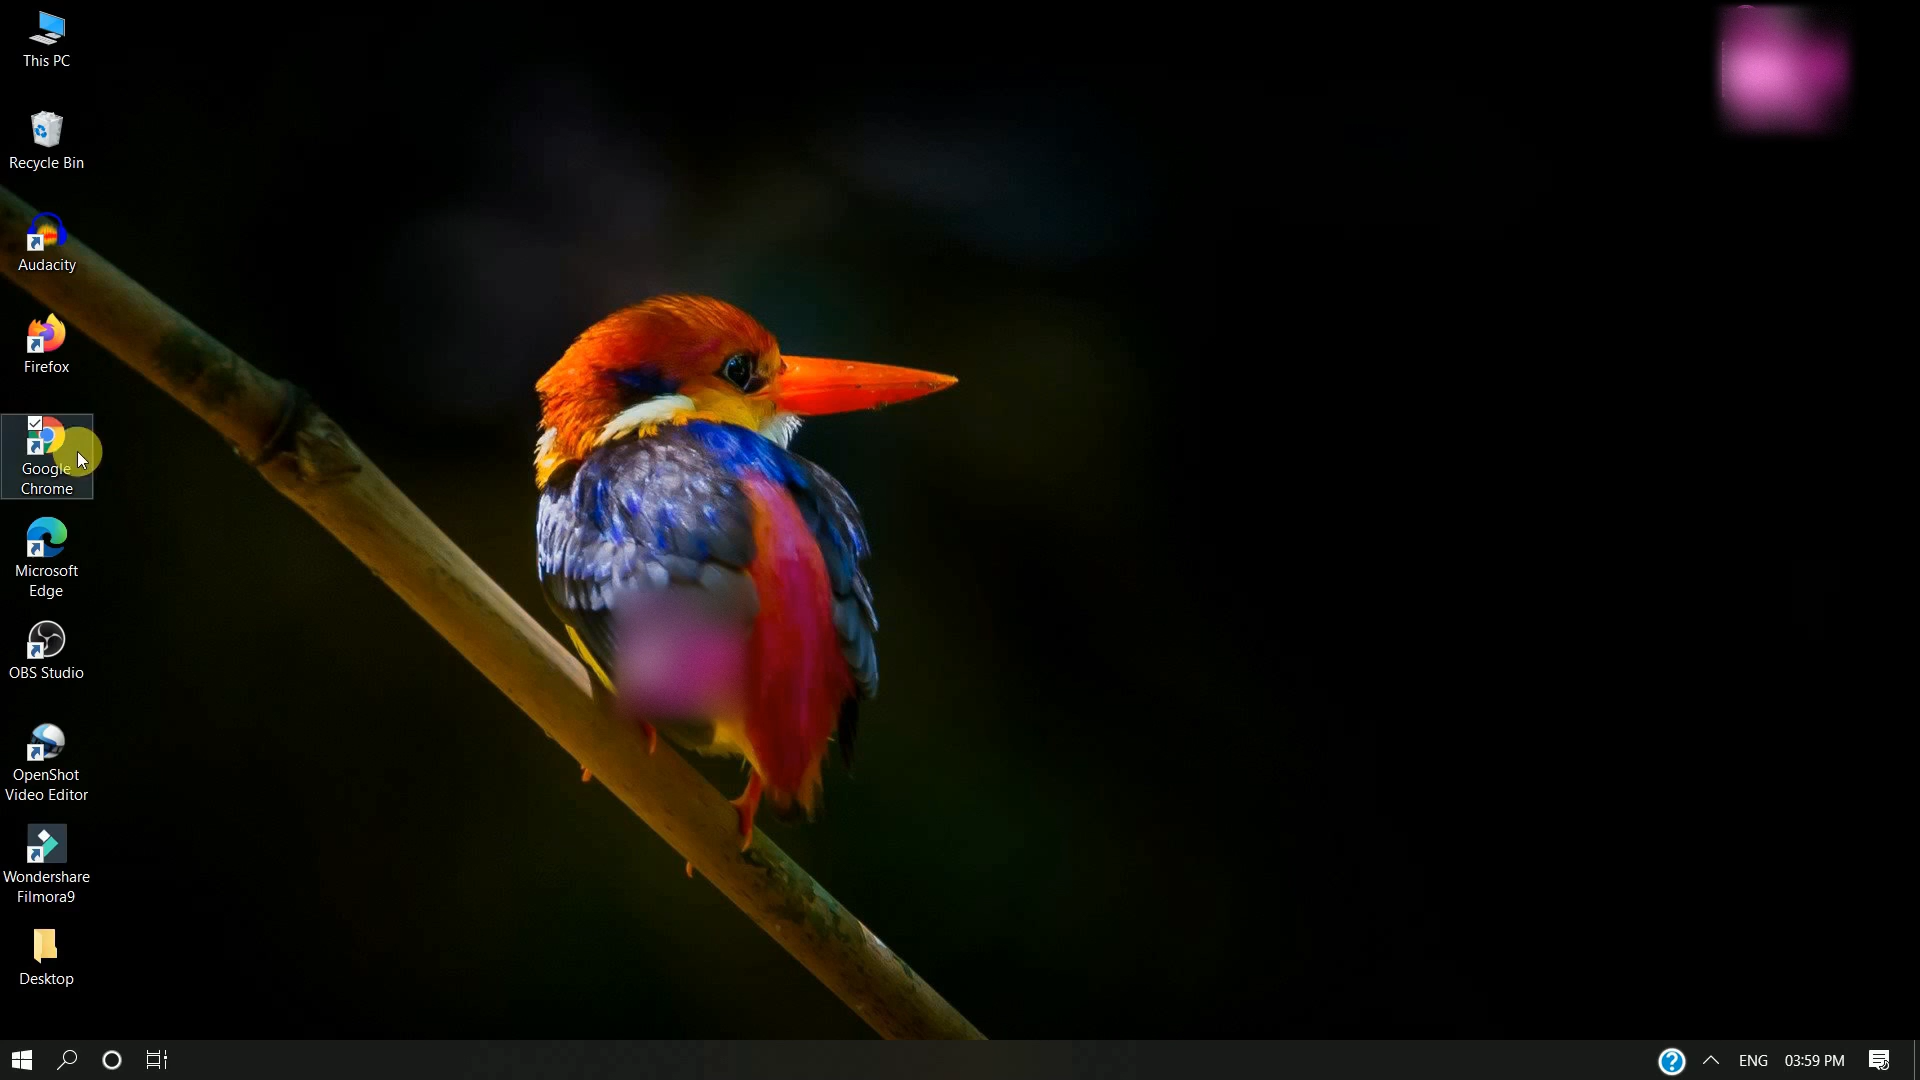 This PC
Recycle Bin
Audacity
Firefox
Google
Chrome
Microsoft
Edge
OBS Studio
OpenShot
Video Editor
Wondershare
Filmora9
Desktop
ENG 03:59 PM